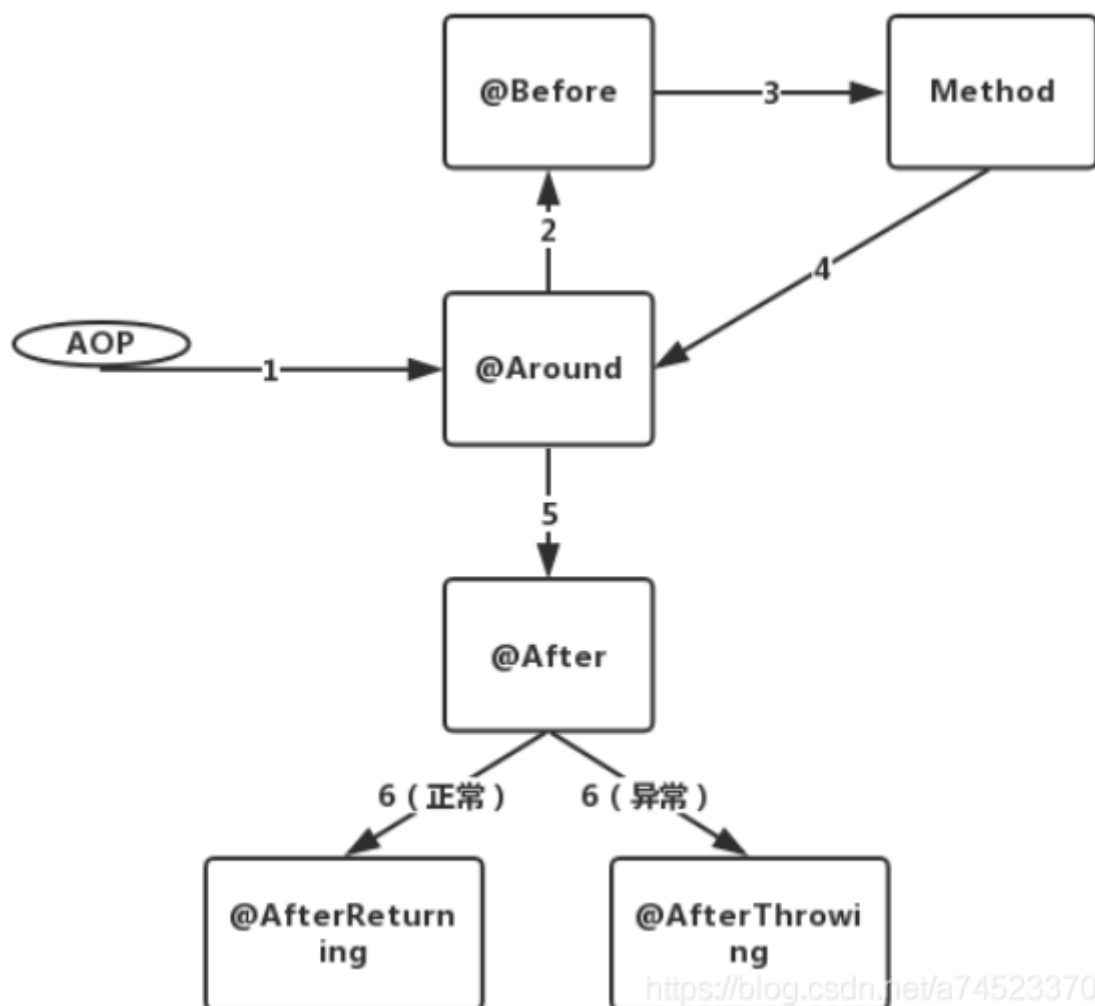 @Before
3
Method
2
4
AOP
1
@Around
5
@After
6（正常）
6（异常）
@AfterReturn
ing
@AfterThrowi
ng
https://blog.csdn.net/a74523370